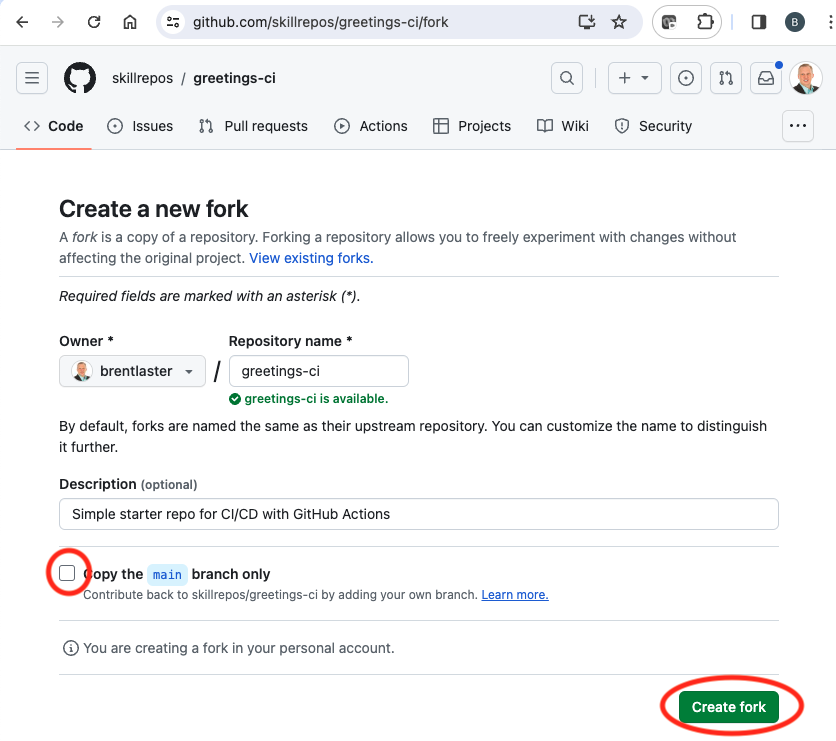 github.com/skillrepos/greetings-ci/fork
B
skillrepos / greetings-ci
Code Issues Pull requests Actions Projects Wiki Security
Create a new fork
A fork is a copy of a repository. Forking a repository allows you to freely experiment with changes without
affecting the original project. View existing forks.
Required fields are marked with an asterisk (*).
Owner * Repository name *
brentlaster / greetings-ci
greetings-ci is available.
By default, forks are named the same as their upstream repository. You can customize the name to distinguish
it further.
Description (optional)
Simple starter repo for CI/CD with GitHub Actions
Copy the main branch only
Contribute back to skillrepos/greetings-ci by adding your own branch. Learn more.
You are creating a fork in your personal account.
Create fork